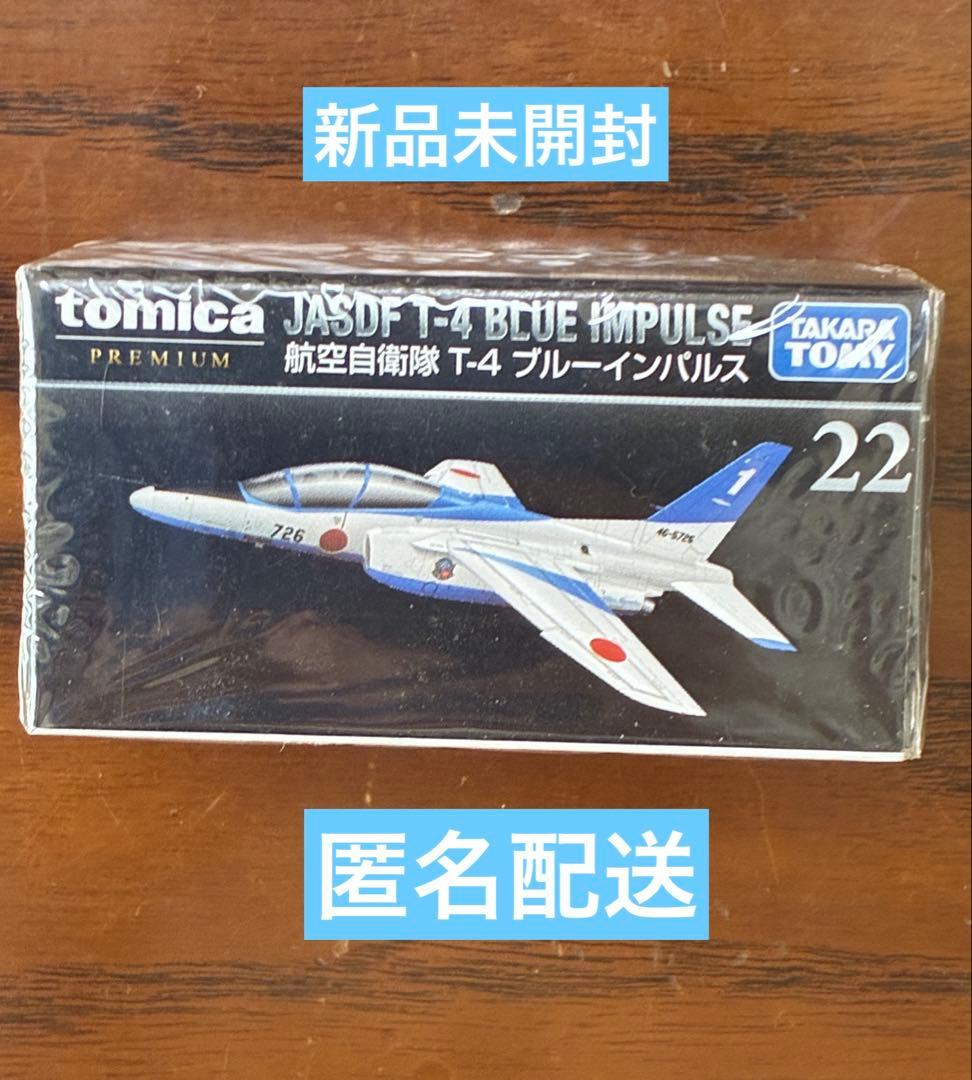 新品未開封
tomica JASDF T-4 BLUE IMPULSE
PREMIUM 航空自衛隊 T-4 ブルーインパルス
TAKARA
TOMY
22
1
726
46-5726
匿名配送